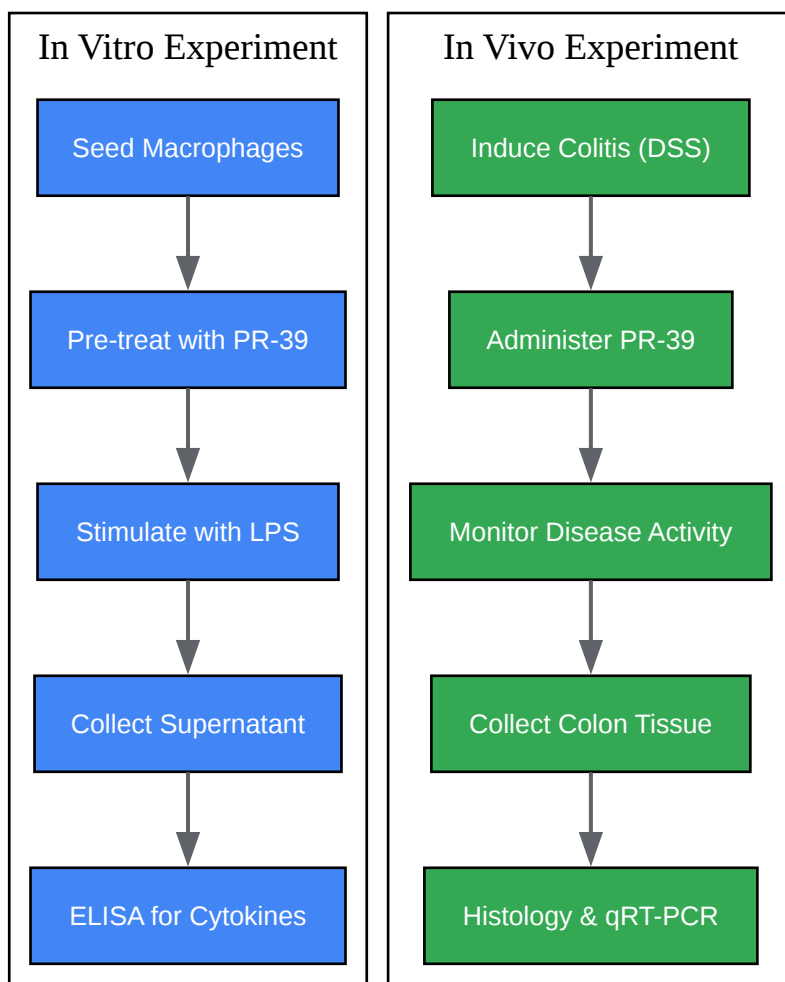 In Vitro Experiment
Seed Macrophages
Pre-treat with PR-39
Stimulate with LPS
Collect Supernatant
ELISA for Cytokines
In Vivo Experiment
Induce Colitis (DSS)
Administer PR-39
Monitor Disease Activity
Collect Colon Tissue
Histology & qRT-PCR